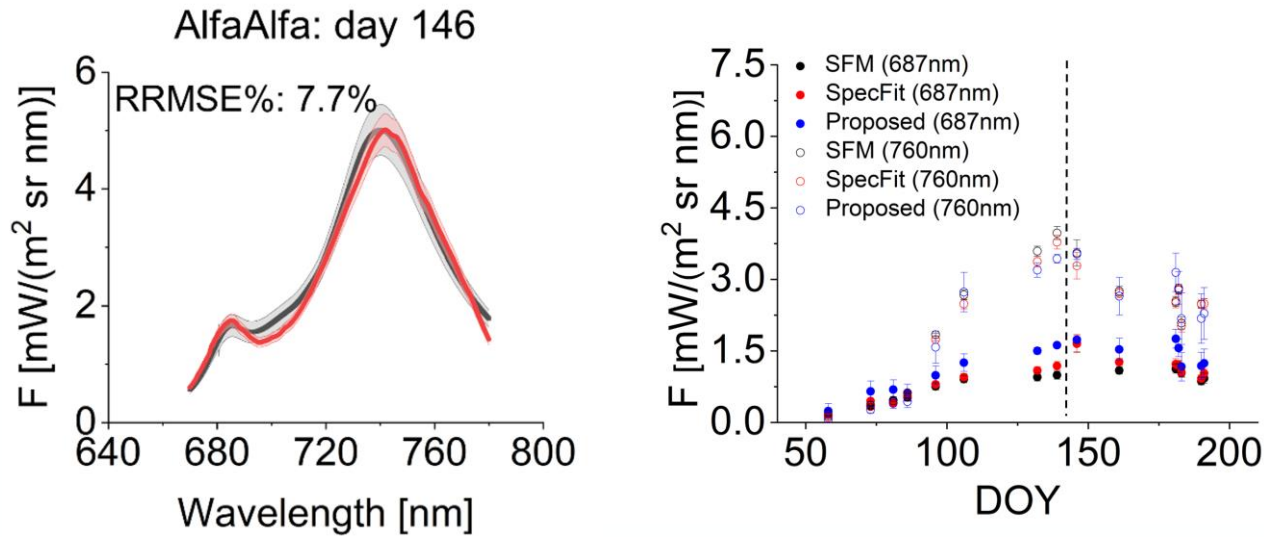 AlfaAlfa: day 146
RRMSE%: 7.7%
F [mW/(m² sr nm)]
6
4
2
0
640 680 720 760 800
Wavelength [nm]
SFM (687nm)
SpecFit (687nm)
Proposed (687nm)
SFM (760nm)
SpecFit (760nm)
Proposed (760nm)
F [mW/(m² sr nm)]
7.5
6.0
4.5
3.0
1.5
0.0
50 100 150 200
DOY